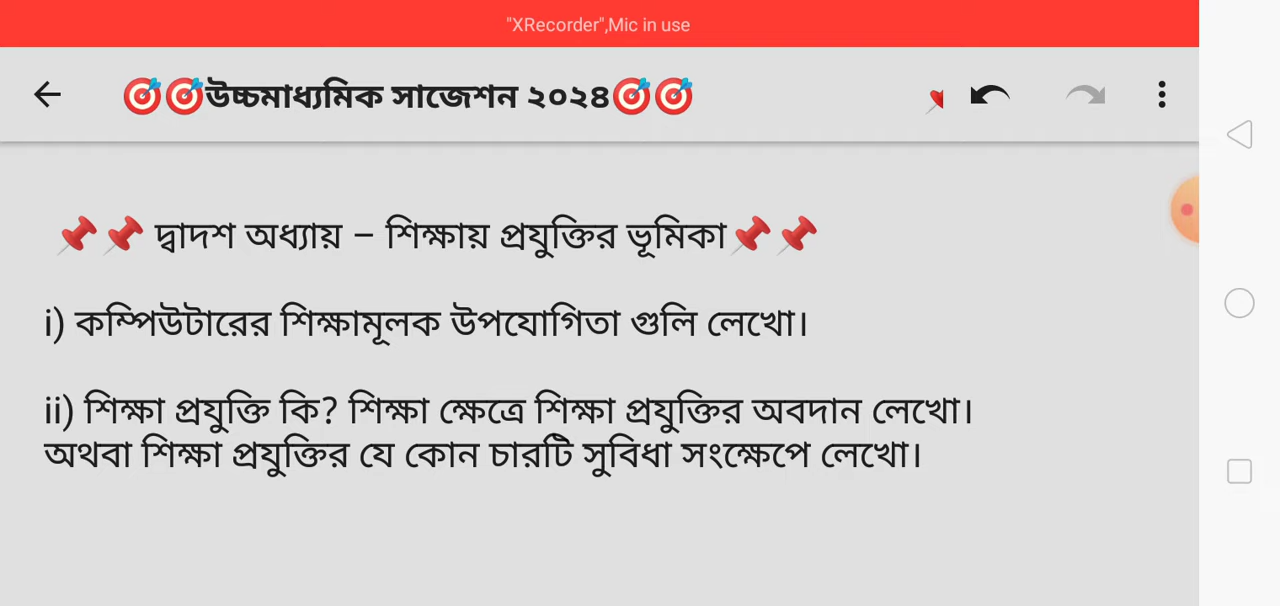 "XRecorder",Mic in use
🎯🎯উচ্চমাধ্যমিক সাজেশন ২০২৪🎯🎯
📌📌 দ্বাদশ অধ্যায় – শিক্ষায় প্রযুক্তির ভূমিকা📌📌
i) কম্পিউটারের শিক্ষামূলক উপযোগিতা গুলি লেখো।
ii) শিক্ষা প্রযুক্তি কি? শিক্ষা ক্ষেত্রে শিক্ষা প্রযুক্তির অবদান লেখো।
অথবা শিক্ষা প্রযুক্তির যে কোন চারটি সুবিধা সংক্ষেপে লেখো।